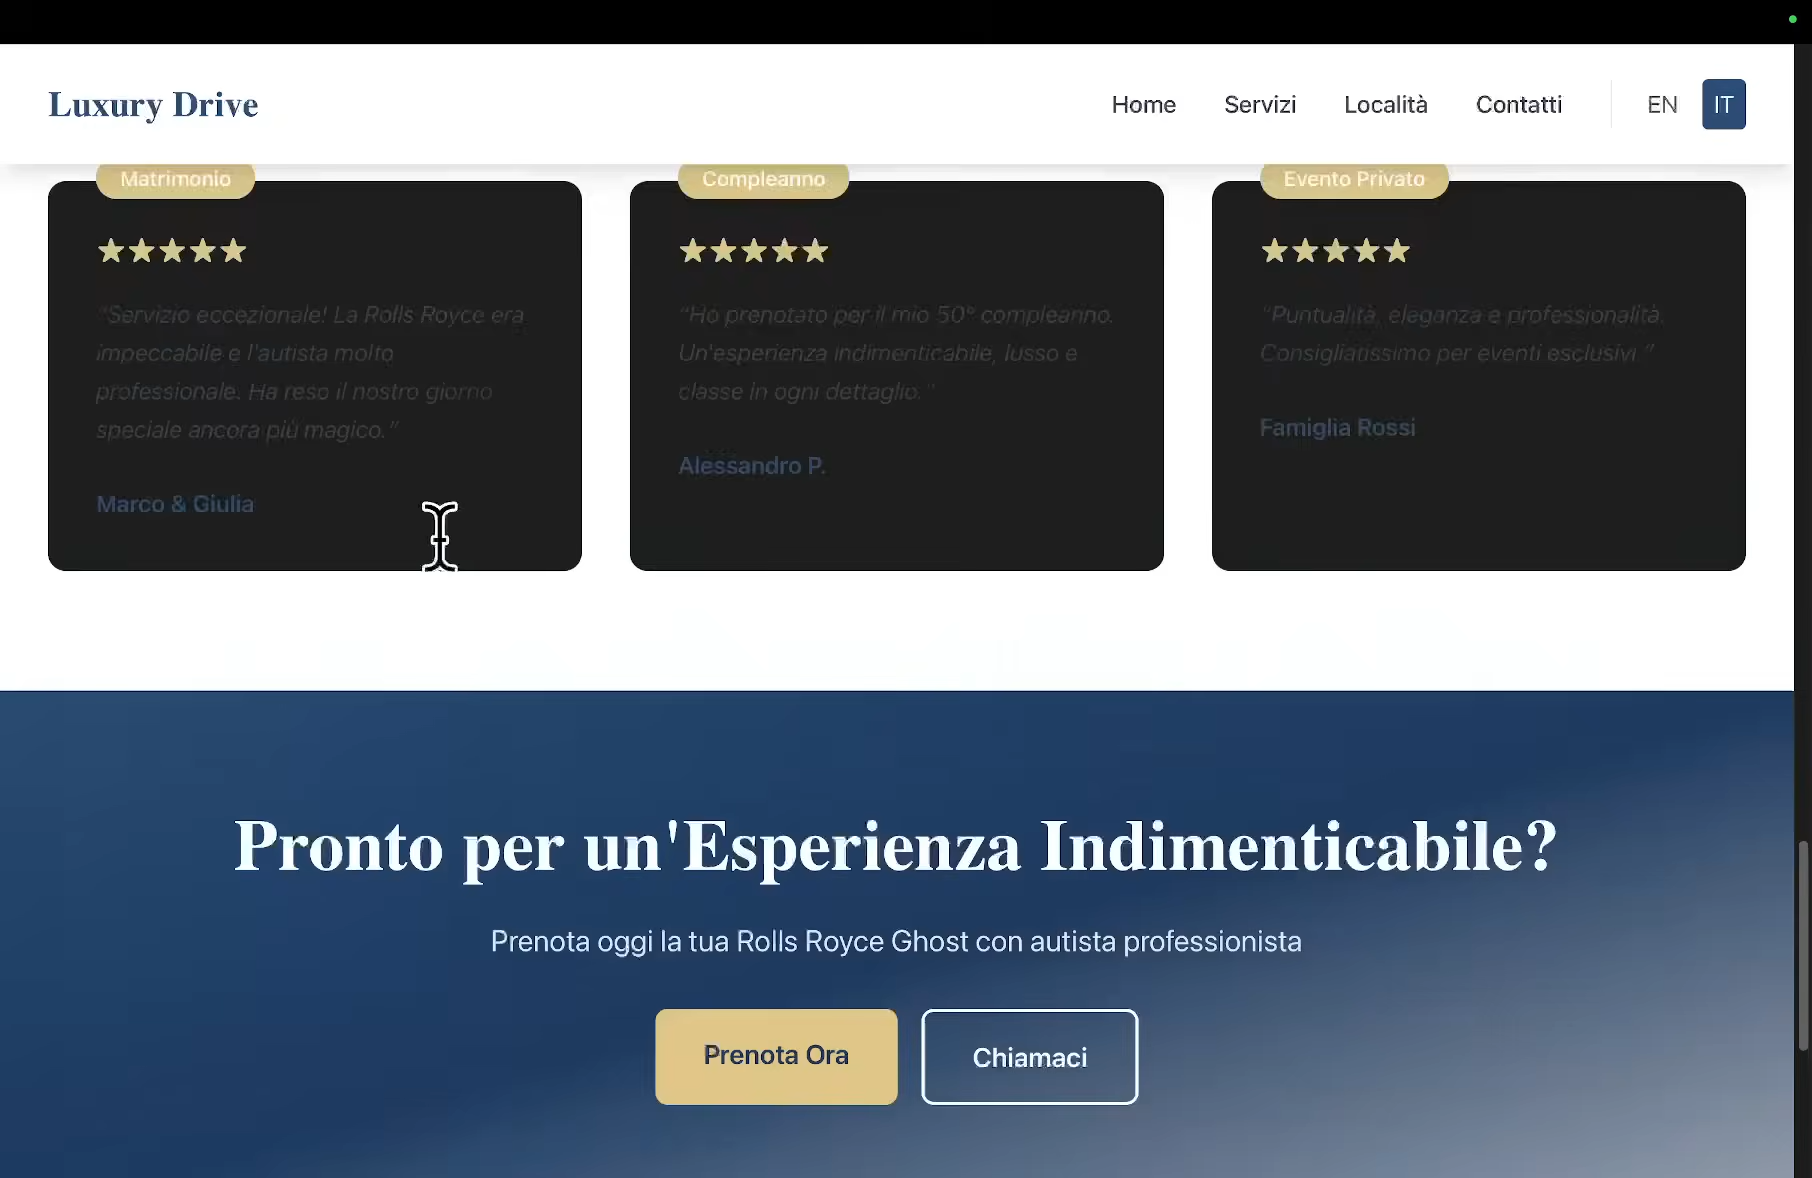 Luxury Drive
Home
Servizi
Località
Contatti
EN
IT
Matrimonio
★★★★★
"Servizio eccezionale! La Rolls Royce era
impeccabile e l'autista molto
professionale. Ha reso il nostro giorno
speciale ancora più magico."
Marco & Giulia
Compleanno
★★★★★
"Ho prenotato per il mio 50° compleanno.
Un'esperienza indimenticabile, lusso e
classe in ogni dettaglio."
Alessandro P.
Evento Privato
★★★★★
"Puntualità, eleganza e professionalità.
Consigliatissimo per eventi esclusivi."
Famiglia Rossi
Pronto per un'Esperienza Indimenticabile?
Prenota oggi la tua Rolls Royce Ghost con autista professionista
Prenota Ora
Chiamaci